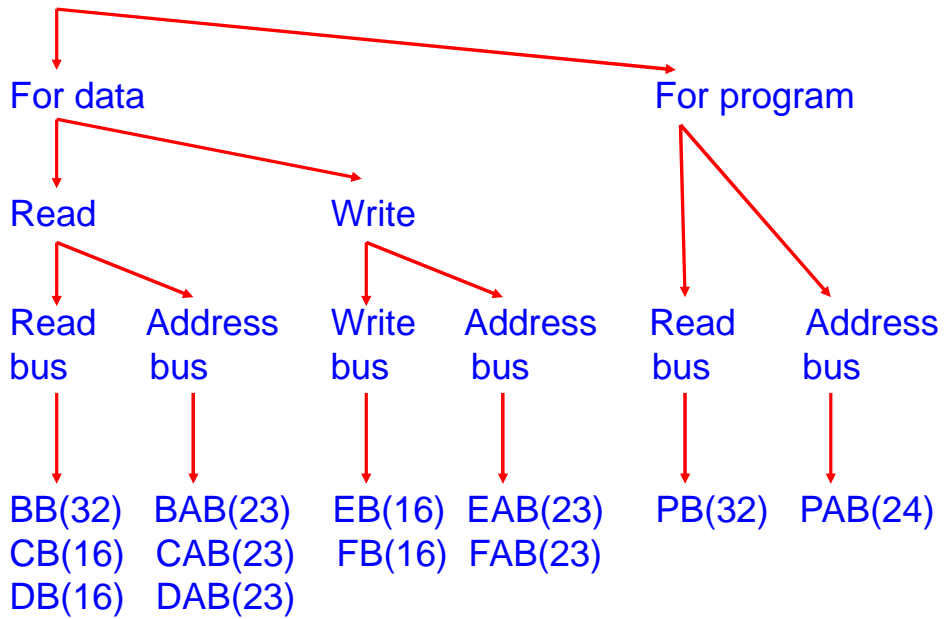 For data For program
Read Write
Read Address Write Address Read Address
bus bus bus bus bus bus
BB(32) BAB(23) EB(16) EAB(23) PB(32) PAB(24)
CB(16) CAB(23) FB(16) FAB(23)
DB(16) DAB(23)